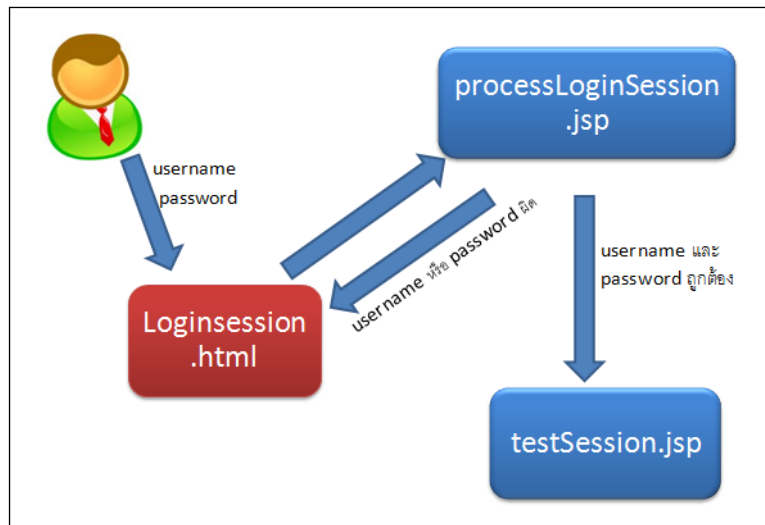 username
password
processLoginSession
.jsp
username หรือ password ผิด
username และ
password ถูกต้อง
Loginsession
.html
testSession.jsp